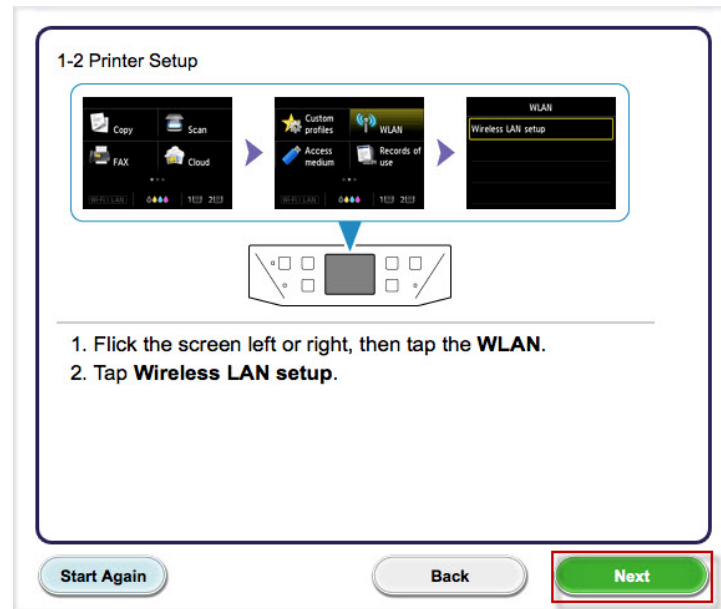 1-2 Printer Setup
Copy
Scan
FAX
Cloud
Custom
profiles
WLAN
Access
medium
Records of
use
WLAN
Wireless LAN setup
1. Flick the screen left or right, then tap the WLAN.
2. Tap Wireless LAN setup.
Start Again
Back
Next